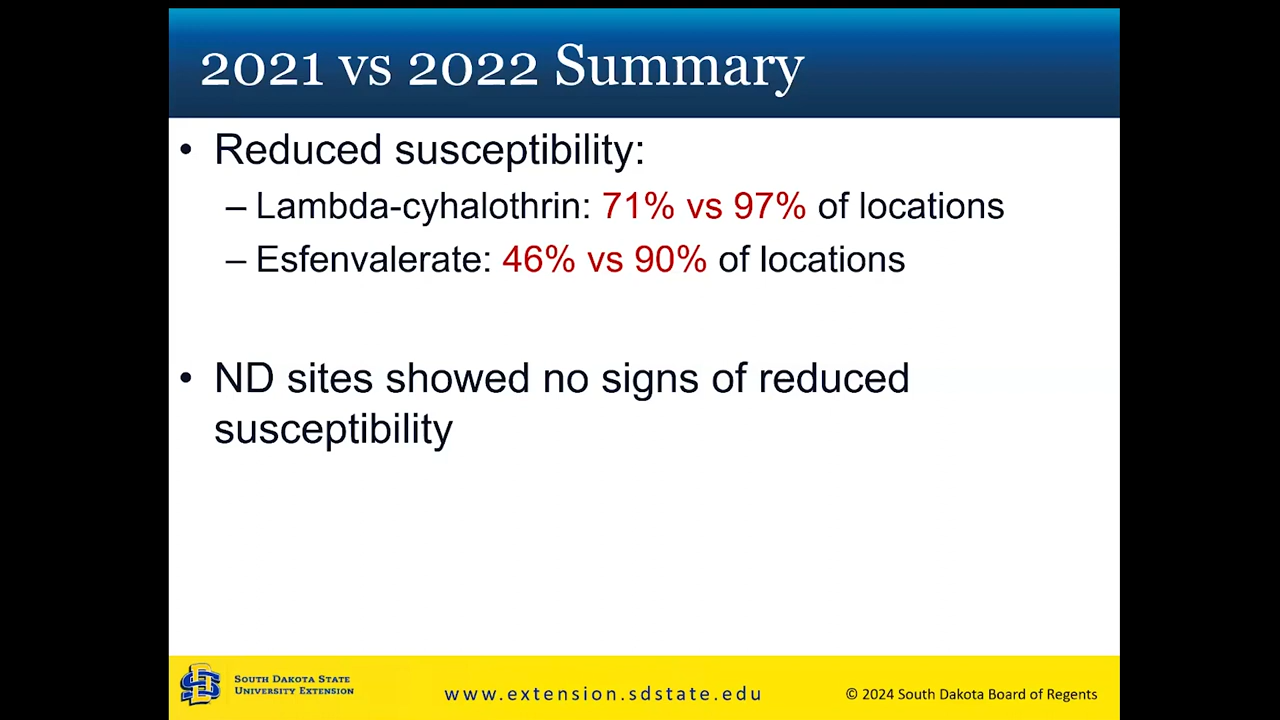 2021 vs 2022 Summary
• Reduced susceptibility:
– Lambda-cyhalothrin: 71% vs 97% of locations
– Esfenvalerate: 46% vs 90% of locations
• ND sites showed no signs of reduced
susceptibility
South Dakota State
University Extension
www.extension.sdstate.edu
© 2024 South Dakota Board of Regents